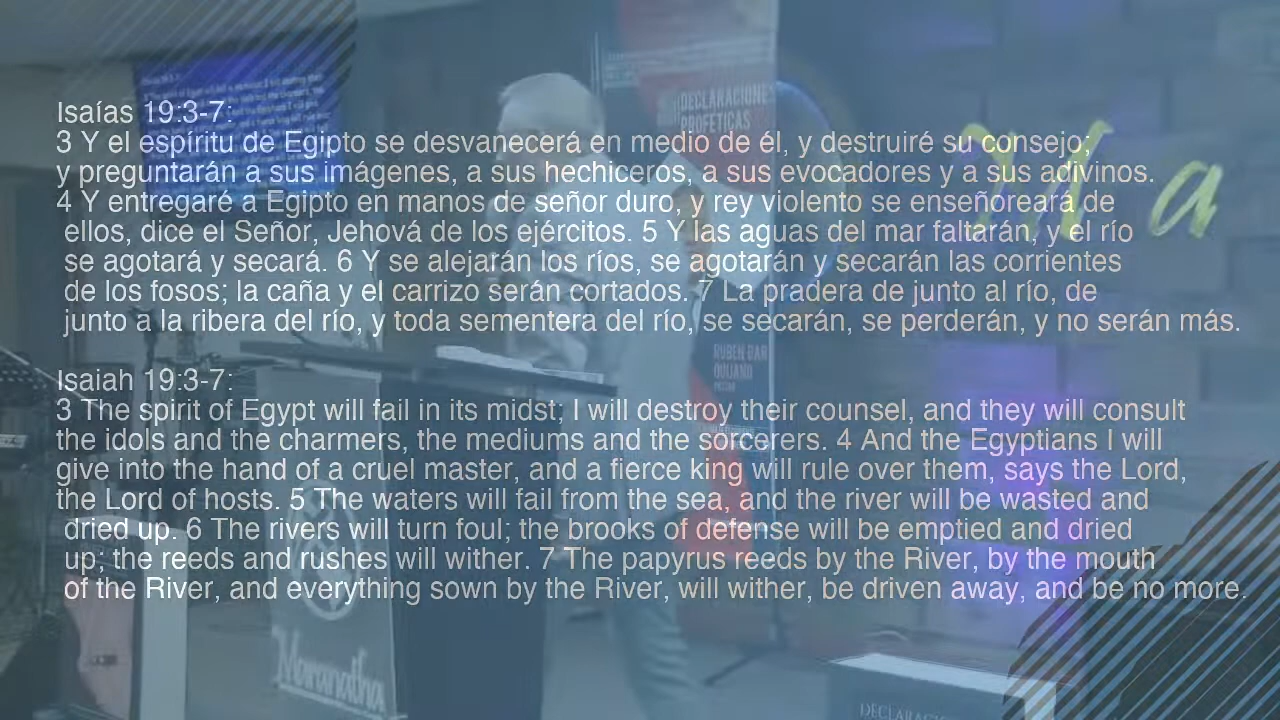 Isaías 19:3-7:
3 Y el espíritu de Egipto se desvanecerá en medio de él, y destruiré su consejo;
y preguntarán a sus imágenes, a sus hechiceros, a sus evocadores y a sus adivinos.
4 Y entregaré a Egipto en manos de señor duro, y rey violento se enseñoreará de
ellos, dice el Señor, Jehová de los ejércitos. 5 Y las aguas del mar faltarán, y el río
se agotará y secará. 6 Y se alejarán los ríos, se agotarán y secarán las corrientes
de los fosos; la caña y el carrizo serán cortados. 7 La pradera de junto al río, de
junto a la ribera del río, y toda sementera del río, se secarán, se perderán, y no serán más.
Isaiah 19:3-7:
3 The spirit of Egypt will fail in its midst; I will destroy their counsel, and they will consult
the idols and the charmers, the mediums and the sorcerers. 4 And the Egyptians I will
give into the hand of a cruel master, and a fierce king will rule over them, says the Lord,
the Lord of hosts. 5 The waters will fail from the sea, and the river will be wasted and
dried up. 6 The rivers will turn foul; the brooks of defense will be emptied and dried
up; the reeds and rushes will wither. 7 The papyrus reeds by the River, by the mouth
of the River, and everything sown by the River, will wither, be driven away, and be no more.
DECLARACIONE
PROFÉTICAS
Ma
RUBEN DAR
Maranatha